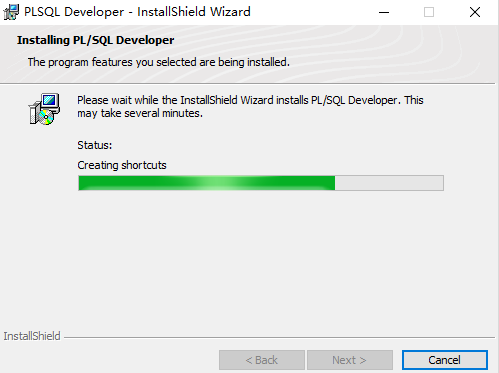 PLSQL Developer - InstallShield Wizard
Installing PL/SQL Developer
The program features you selected are being installed.
Please wait while the InstallShield Wizard installs PL/SQL Developer. This
may take several minutes.
Status:
Creating shortcuts
InstallShield
< Back
Next >
Cancel